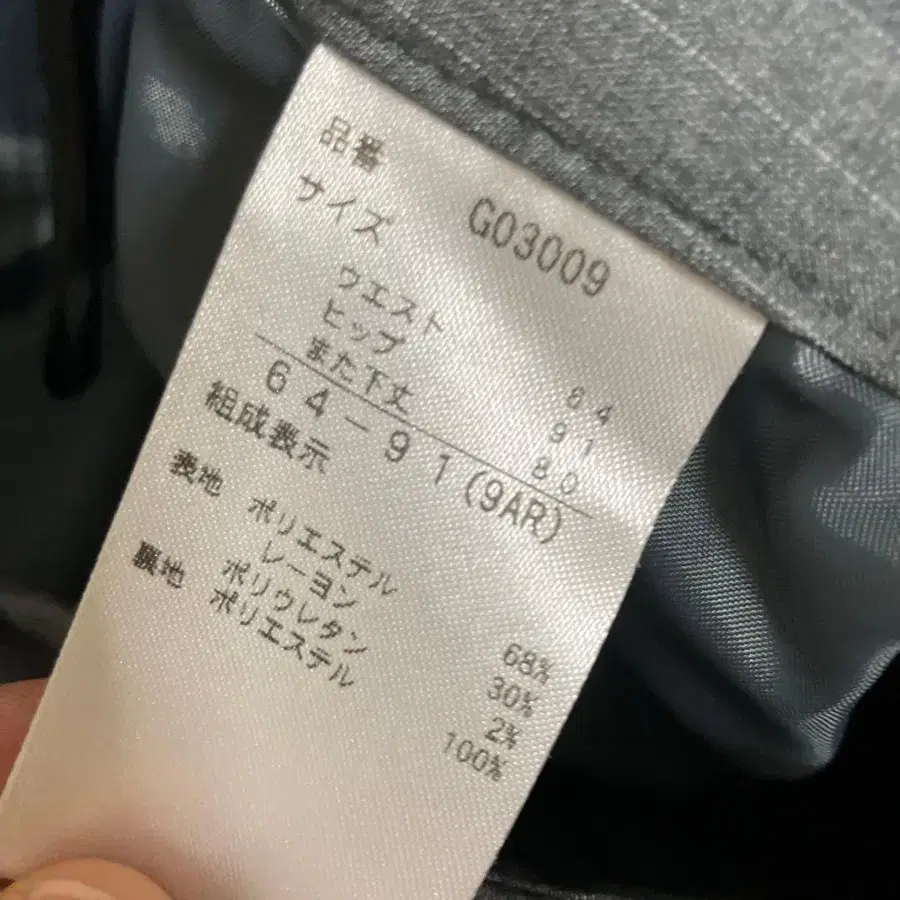 品番 G03009
サイズ
ウエスト 64
ヒップ 91
また下丈 80
64-91(9AR)
組成表示
表地 ポリエステル 68%
レーヨン 30%
ポリウレタン 2%
裏地 ポリエステル 100%